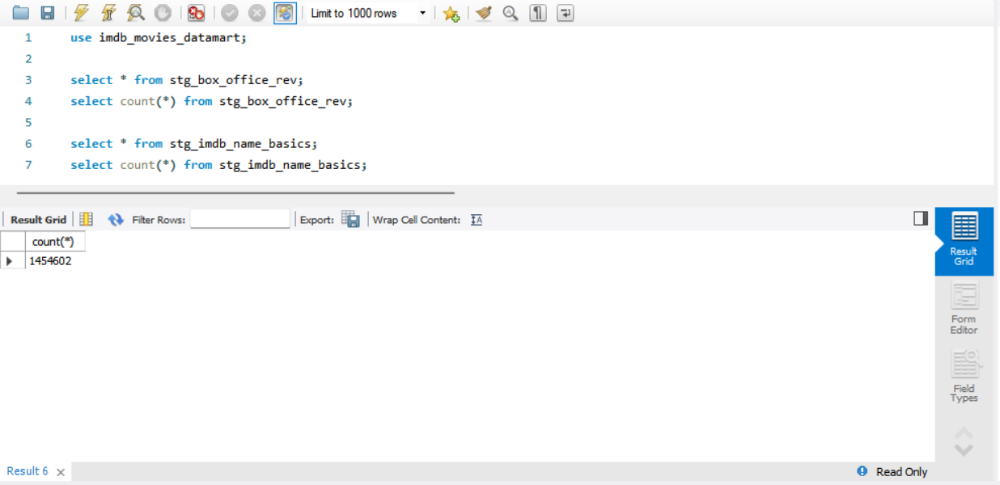 Limit to 1000 rows
1 use imdb_movies_datamart;
2
3 select * from stg_box_office_rev;
4 select count(*) from stg_box_office_rev;
5
6 select * from stg_imdb_name_basics;
7 select count(*) from stg_imdb_name_basics;
Result Grid Filter Rows: Export: Wrap Cell Content: IA
count(*)
1454602
Result
Grid
Form
Editor
Field
Types
Result 6 × Read Only